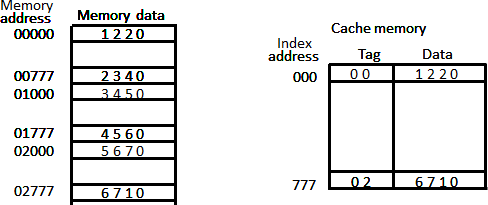 Memory address Memory data
00000 1 2 2 0
00777 2 3 4 0
01000 3 4 5 0
01777 4 5 6 0
02000 5 6 7 0
02777 6 7 1 0
Cache memory
Index address Tag Data
000 0 0 1 2 2 0
777 0 2 6 7 1 0